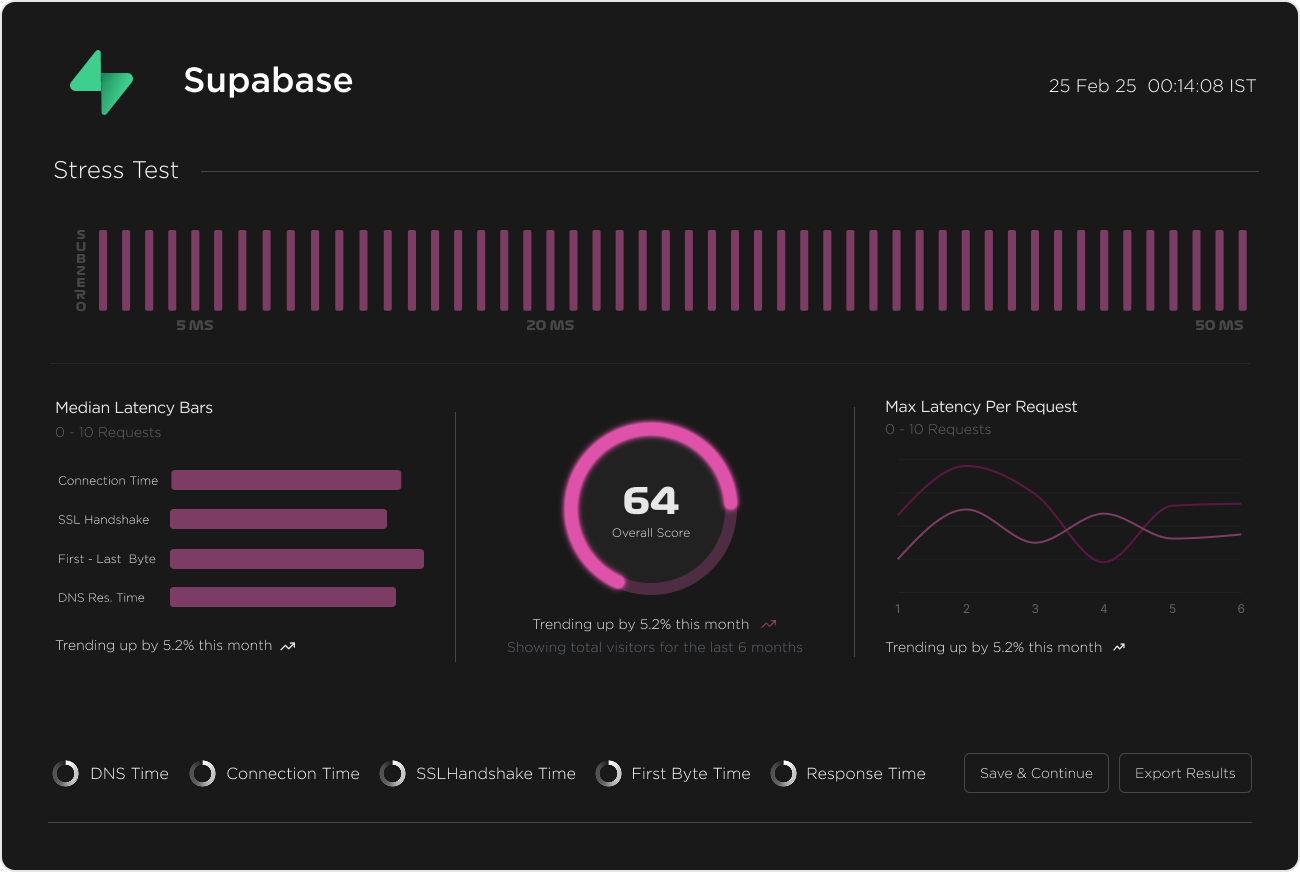 Supabase
25 Feb 25 00:14:08 IST
Stress Test
SUBZERO
5 MS
20 MS
50 MS
Median Latency Bars
0 - 10 Requests
Connection Time
SSL Handshake
First - Last Byte
DNS Res. Time
Trending up by 5.2% this month
64
Overall Score
Trending up by 5.2% this month
Showing total visitors for the last 6 months
Max Latency Per Request
0 - 10 Requests
1 2 3 4 5 6
Trending up by 5.2% this month
DNS Time
Connection Time
SSLHandshake Time
First Byte Time
Response Time
Save & Continue
Export Results